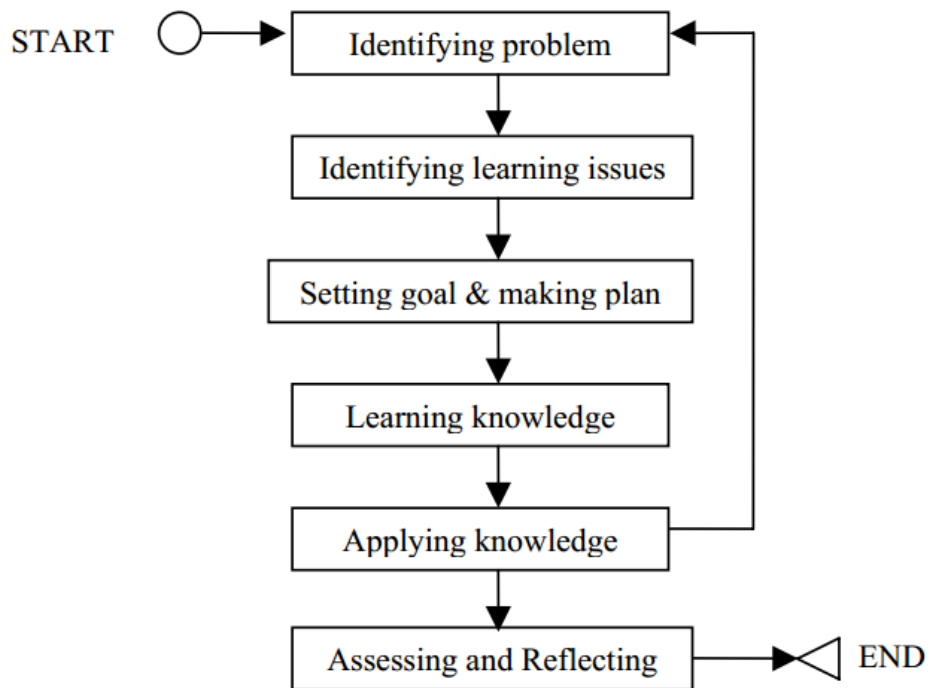 START
Identifying problem
Identifying learning issues
Setting goal & making plan
Learning knowledge
Applying knowledge
Assessing and Reflecting
END